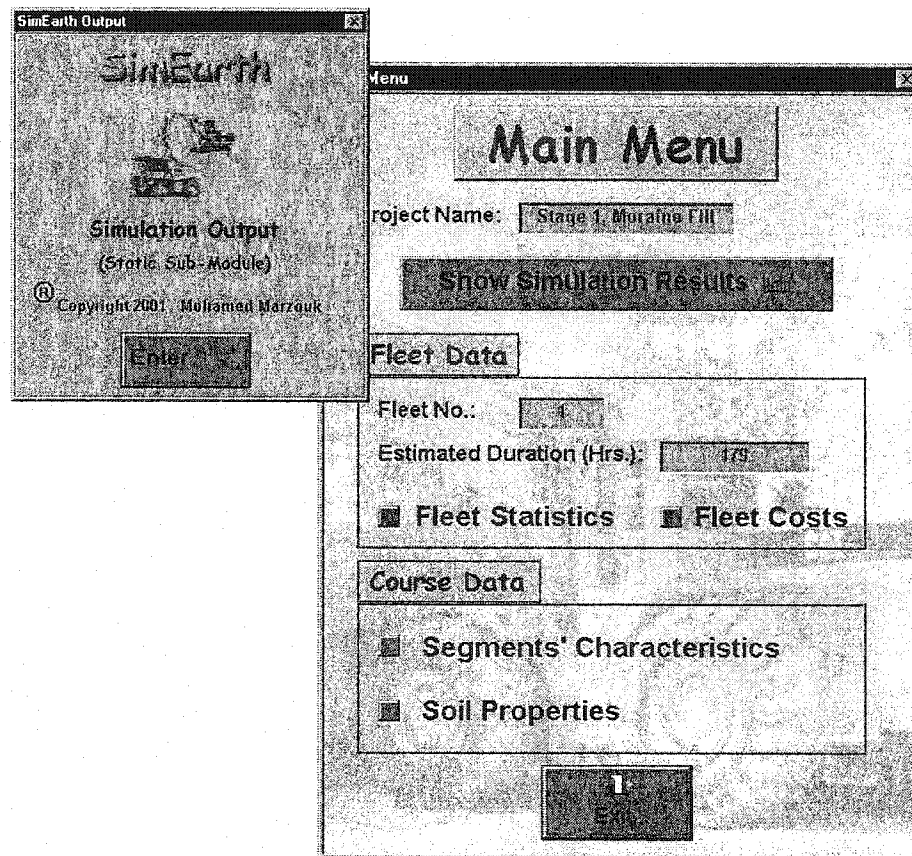 SimEarth Output
SimEarth
Simulation Output
(Static Sub-Module)
® Copyright 2001 Mohamed Marzouk
Enter
Menu
Main Menu
roject Name: Stage 1, Moraine Fill
Show Simulation Results
Fleet Data
Fleet No.: 1
Estimated Duration (Hrs.): 179
Fleet Statistics
Fleet Costs
Course Data
Segments' Characteristics
Soil Properties
Exit